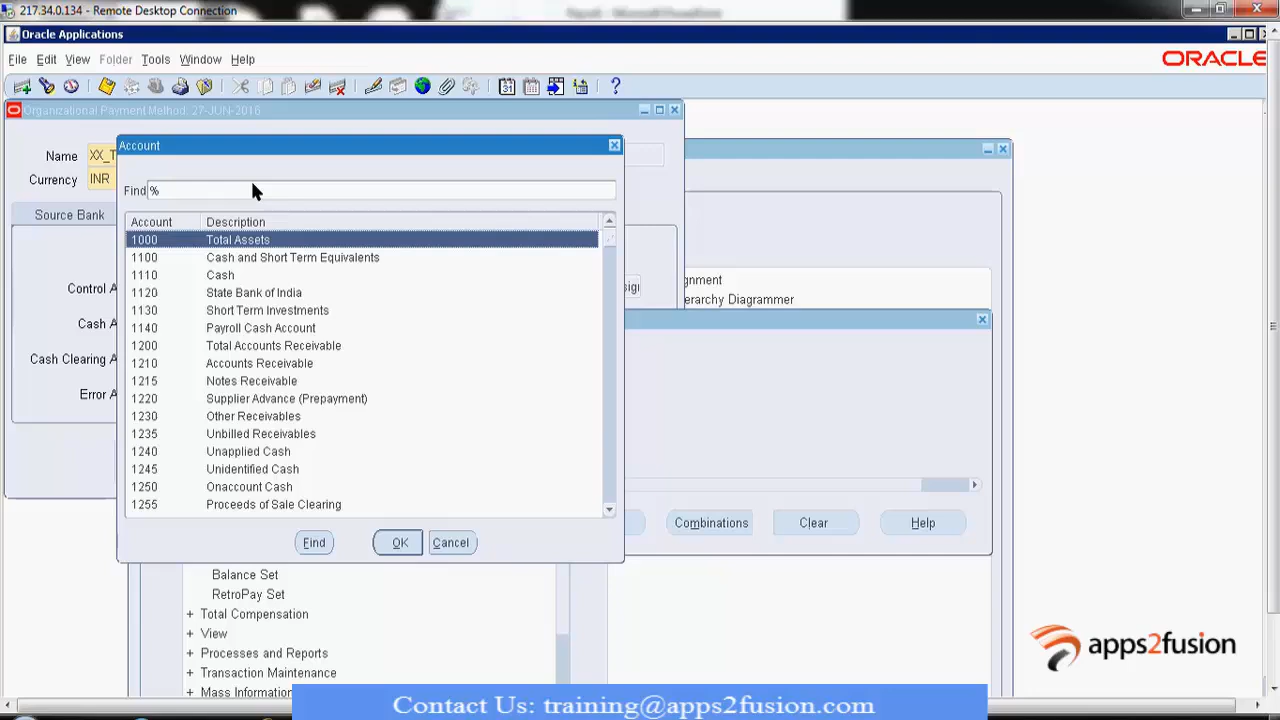 217.34.0.134 - Remote Desktop Connection
Oracle Applications
File Edit View Folder Tools Window Help
ORACLE
Organizational Payment Method: 27-JUN-2016
Name XX_T
Currency INR
Source Bank
Control A
Cash A
Cash Clearing A
Error A
Account
Find %
Account Description
1000 Total Assets
1100 Cash and Short Term Equivalents
1110 Cash
1120 State Bank of India
1130 Short Term Investments
1140 Payroll Cash Account
1200 Total Accounts Receivable
1210 Accounts Receivable
1215 Notes Receivable
1220 Supplier Advance (Prepayment)
1230 Other Receivables
1235 Unbilled Receivables
1240 Unapplied Cash
1245 Unidentified Cash
1250 Onaccount Cash
1255 Proceeds of Sale Clearing
Find OK Cancel
sign
gnment
erarchy Diagrammer
Combinations Clear Help
Balance Set
RetroPay Set
+ Total Compensation
+ View
+ Processes and Reports
+ Transaction Maintenance
+ Mass Information
apps2fusion
Contact Us: training@apps2fusion.com